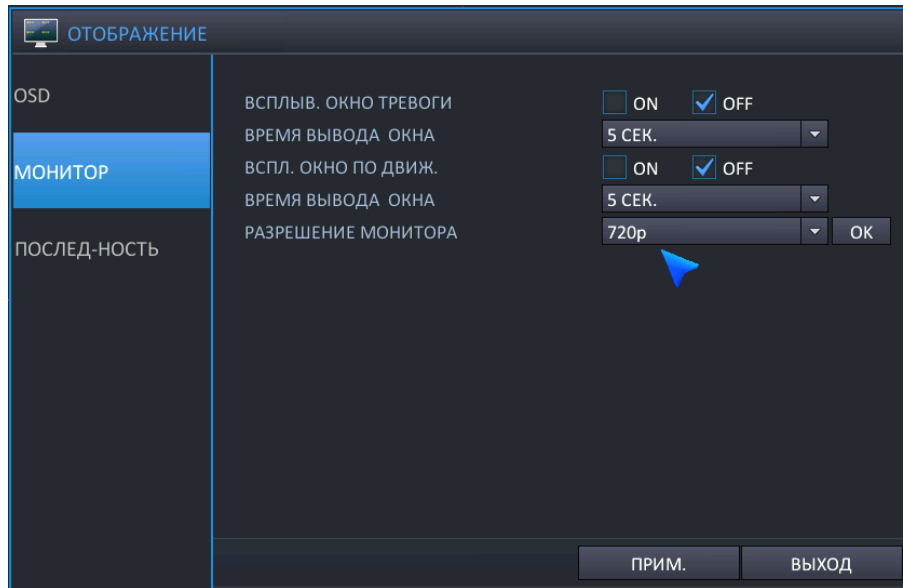 ОТОБРАЖЕНИЕ
OSD
МОНИТОР
ПОСЛЕД-НОСТЬ
ВСПЛЫВ. ОКНО ТРЕВОГИ ON OFF
ВРЕМЯ ВЫВОДА ОКНА 5 СЕК.
ВСПЛ. ОКНО ПО ДВИЖ. ON OFF
ВРЕМЯ ВЫВОДА ОКНА 5 СЕК.
РАЗРЕШЕНИЕ МОНИТОРА 720p OK
ПРИМ. ВЫХОД